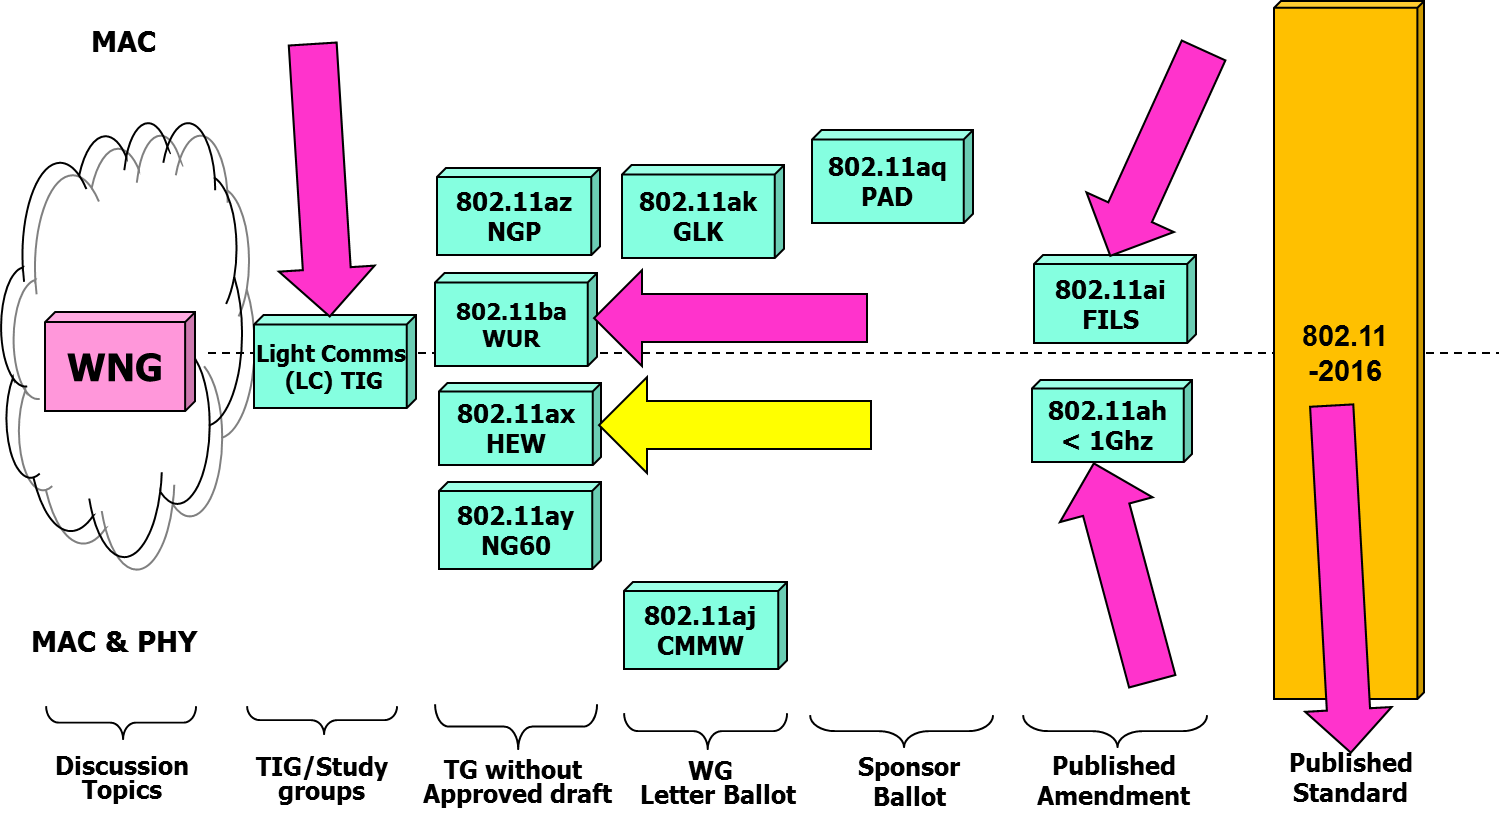 MAC
802.11aq
PAD
802.11az
NGP
802.11ak
GLK
802.11ba
WUR
802.11ai
FILS
WNG
Light Comms
(LC) TIG
802.11
-2016
802.11ax
HEW
802.11ah
< 1Ghz
802.11ay
NG60
802.11aj
CMMW
MAC & PHY
Discussion
Topics
TIG/Study
groups
TG without
Approved draft
WG
Letter Ballot
Sponsor
Ballot
Published
Amendment
Published
Standard